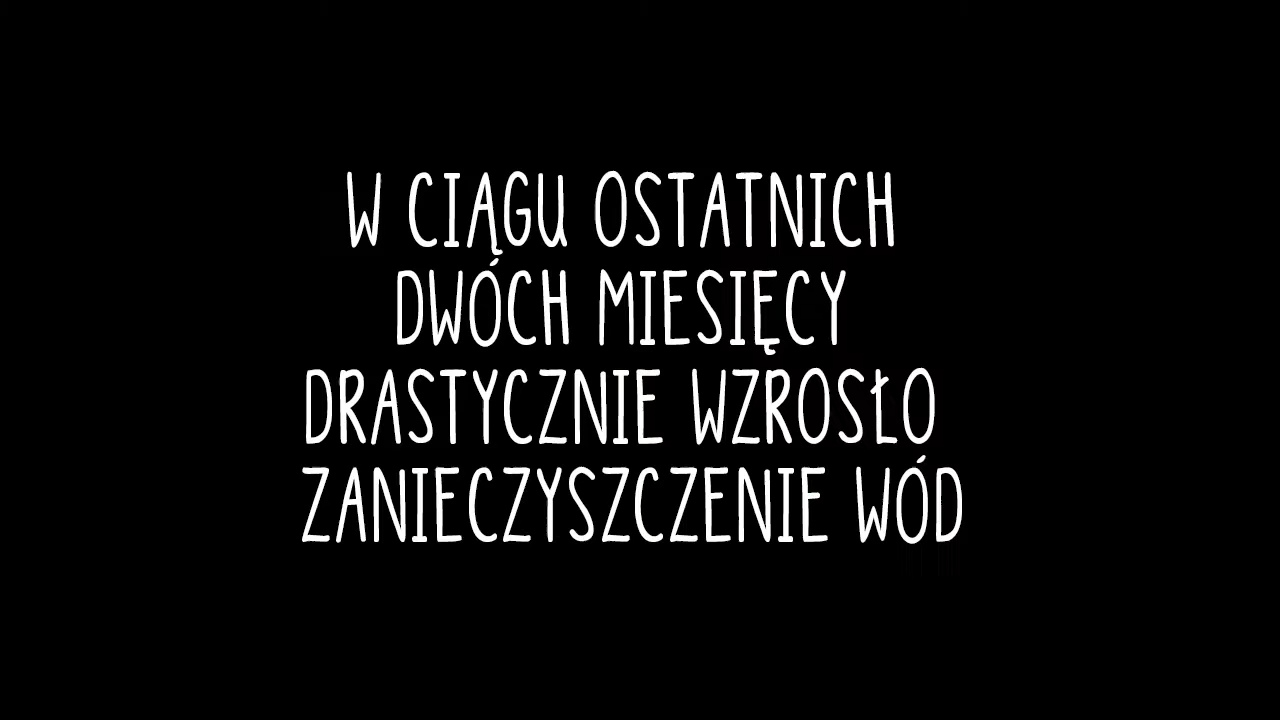 W CIĄGU OSTATNICH
DWÓCH MIESIĘCY
DRASTYCZNIE WZROSŁO
ZANIECZYSZCZENIE WÓD